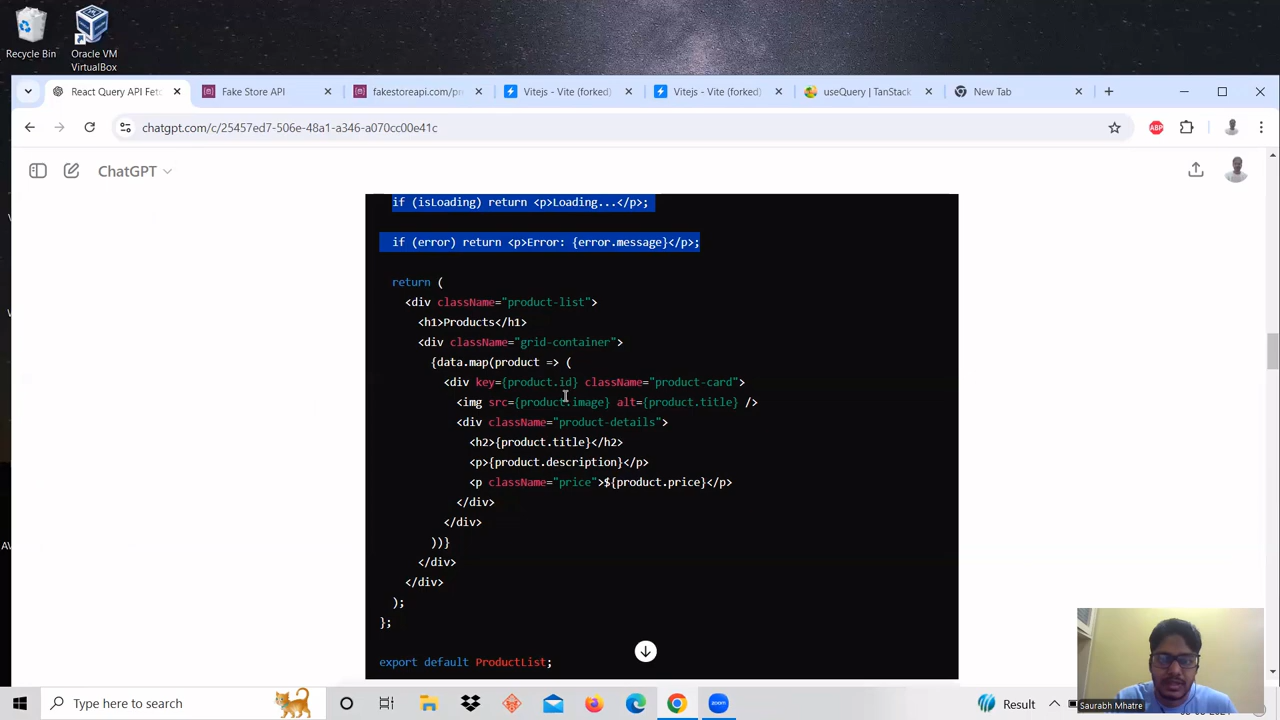 Recycle Bin
Oracle VM
VirtualBox
React Query API Fetc
Fake Store API
fakestoreapi.com/pr
Vitejs - Vite (forked)
Vitejs - Vite (forked)
useQuery | TanStack
New Tab
chatgpt.com/c/25457ed7-506e-48a1-a346-a070cc00e41c
ABP
ChatGPT
if (isLoading) return <p>Loading...</p>;
if (error) return <p>Error: {error.message}</p>;
return (
<div className="product-list">
<h1>Products</h1>
<div className="grid-container">
{data.map(product => (
<div key={product.id} className="product-card">
<img src={product.image} alt={product.title} />
<div className="product-details">
<h2>{product.title}</h2>
<p>{product.description}</p>
<p className="price">${product.price}</p>
</div>
</div>
))}
</div>
</div>
);
};
export default ProductList;
Type here to search
zoom
Result
Saurabh Mhatre